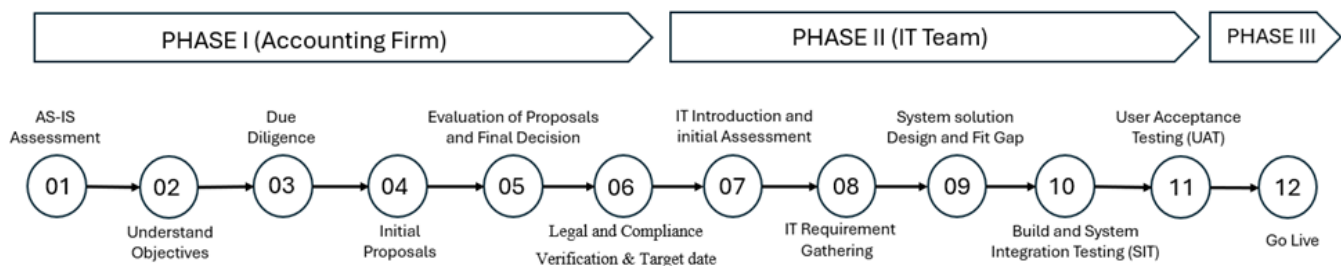 PHASE I (Accounting Firm)
PHASE II (IT Team)
PHASE III
AS-IS
Assessment
01
02
Understand
Objectives
Due
Diligence
03
04
Initial
Proposals
Evaluation of Proposals
and Final Decision
05
06
Legal and Compliance
Verification & Target date
IT Introduction and
initial Assessment
07
08
IT Requirement
Gathering
System solution
Design and Fit Gap
09
10
Build and System
Integration Testing (SIT)
User Acceptance
Testing (UAT)
11
12
Go Live